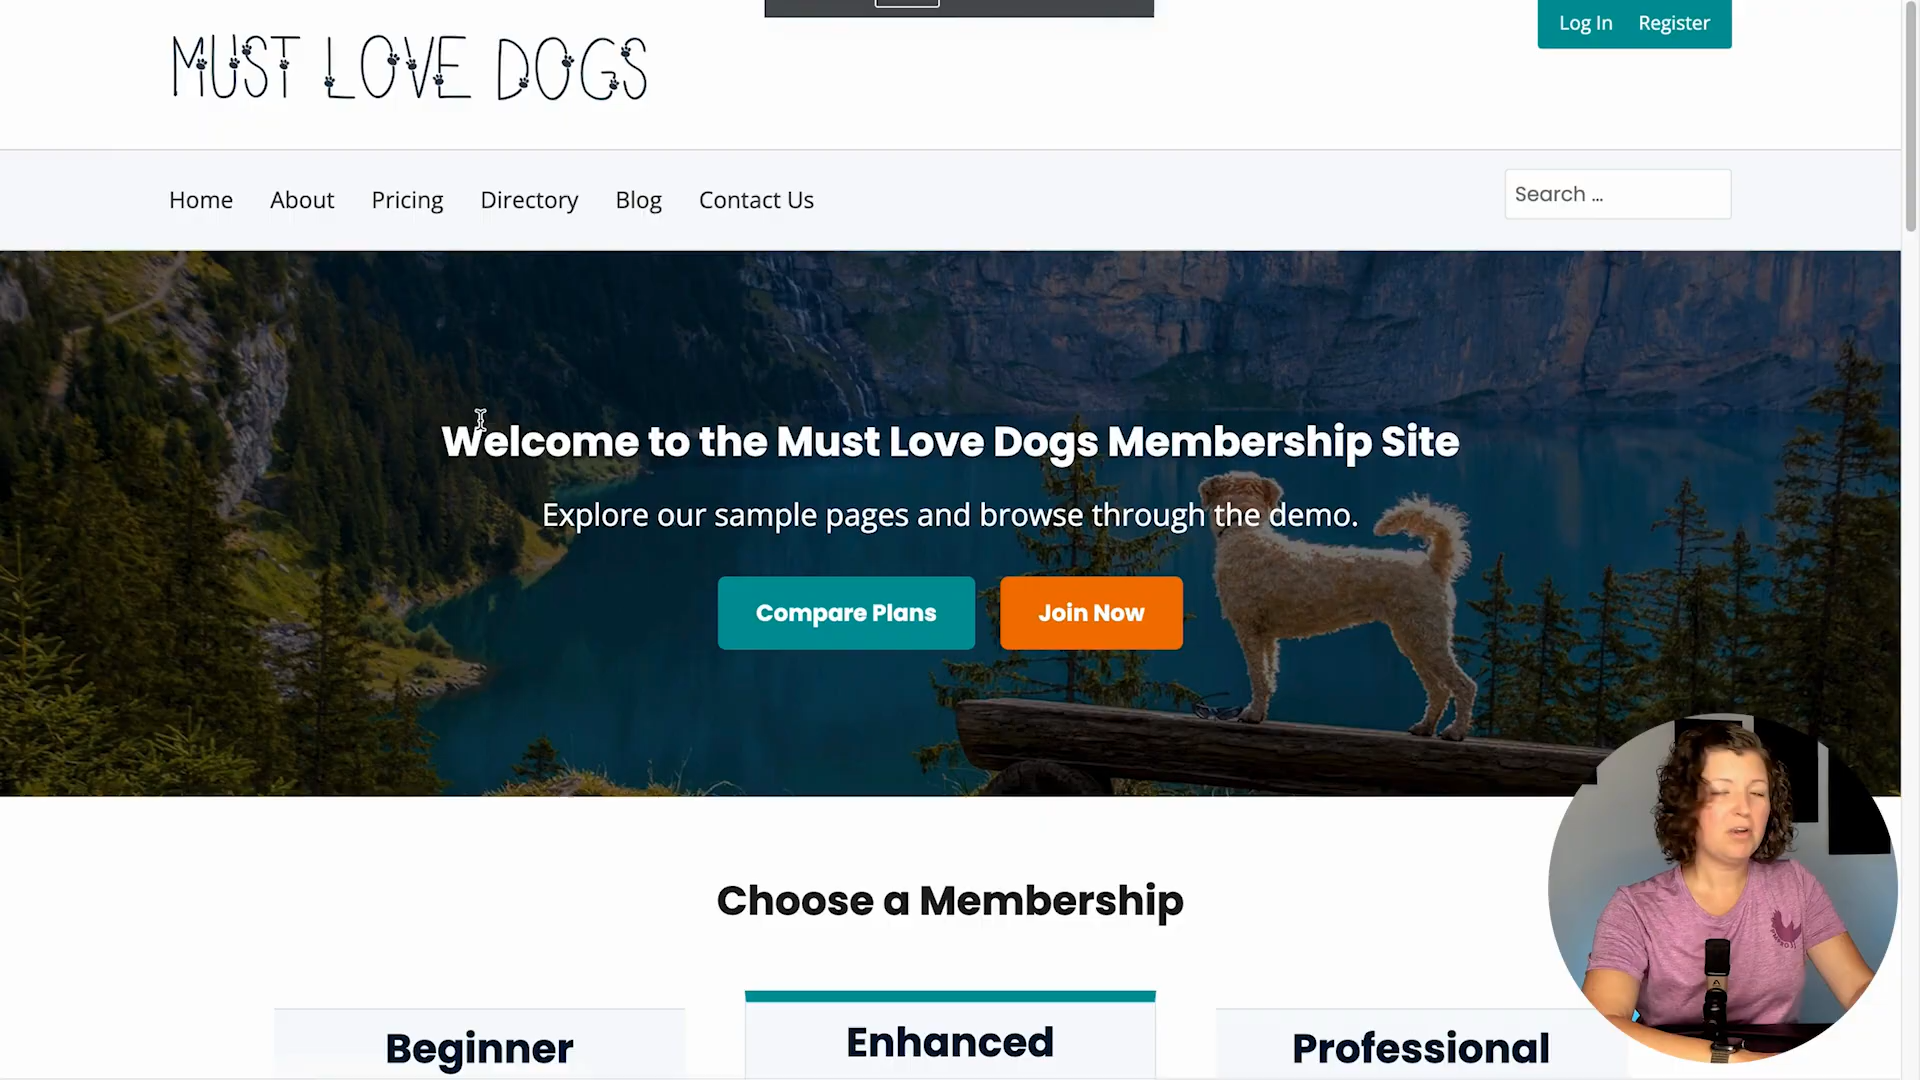 MUST LOVE DOGS
Log In Register
Home About Pricing Directory Blog Contact Us
Search ...
Welcome to the Must Love Dogs Membership Site
Explore our sample pages and browse through the demo.
Compare Plans Join Now
Choose a Membership
Beginner Enhanced Professional